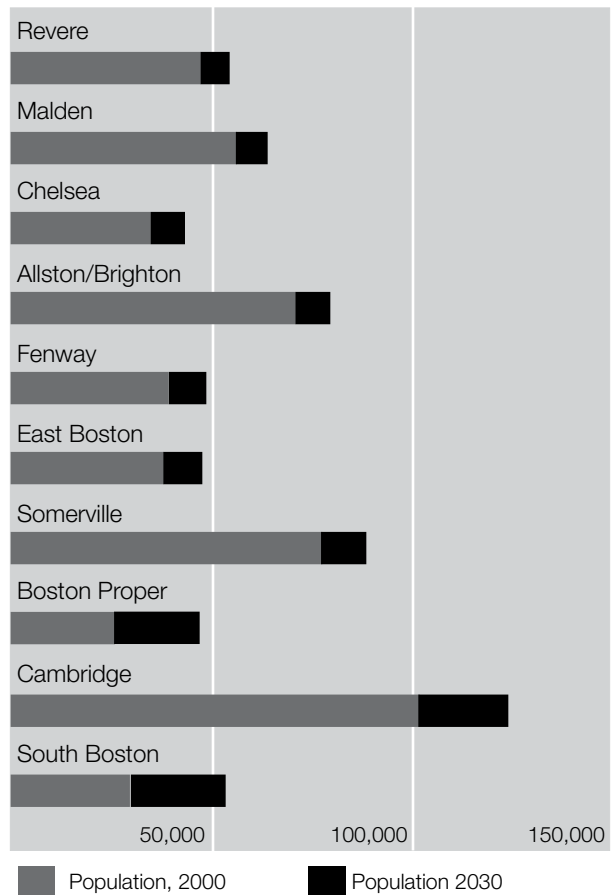 Revere
Malden
Chelsea
Allston/Brighton
Fenway
East Boston
Somerville
Boston Proper
Cambridge
South Boston
50,000 100,000 150,000
Population, 2000 Population 2030